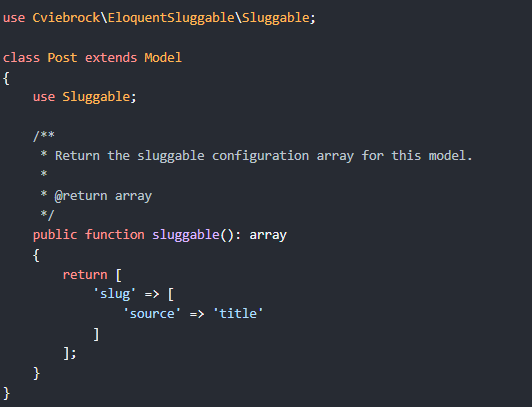 use Cviebrock\EloquentSluggable\Sluggable;

class Post extends Model
{
    use Sluggable;

    /**
     * Return the sluggable configuration array for this model.
     *
     * @return array
     */
    public function sluggable(): array
    {
        return [
            'slug' => [
                'source' => 'title'
            ]
        ];
    }
}